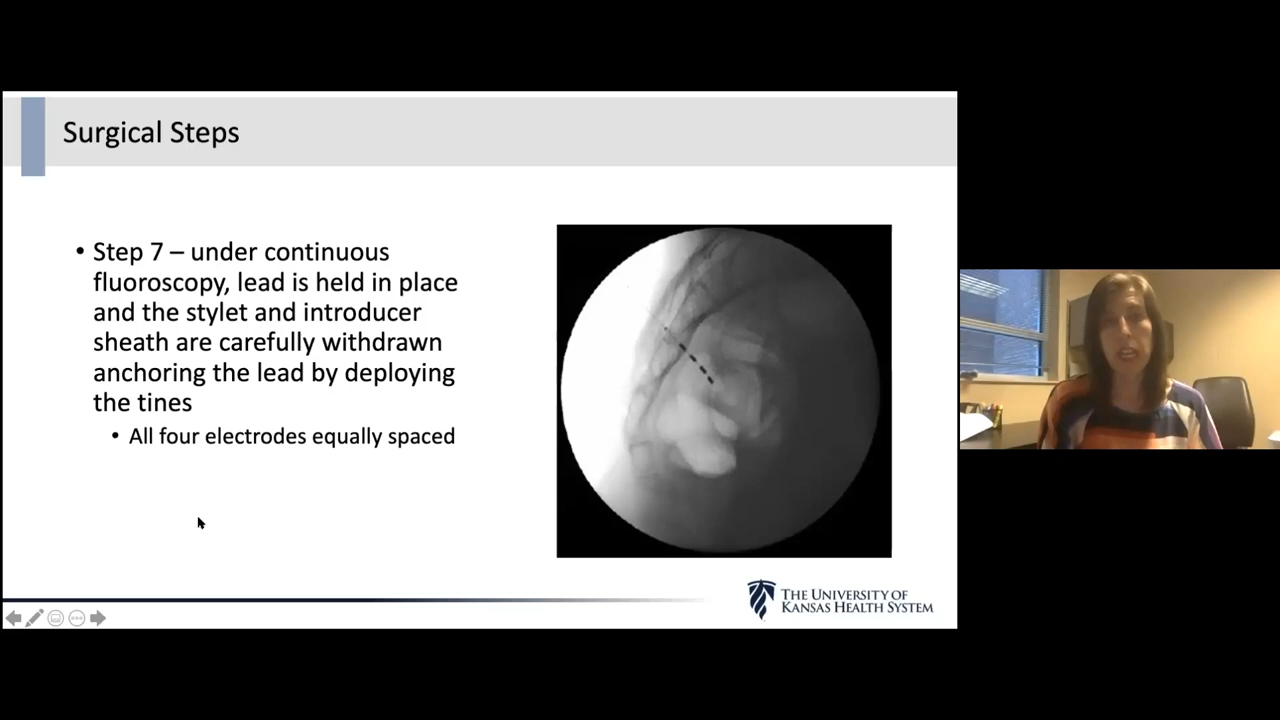 Surgical Steps
• Step 7 – under continuous
fluoroscopy, lead is held in place
and the stylet and introducer
sheath are carefully withdrawn
anchoring the lead by deploying
the tines
• All four electrodes equally spaced
THE UNIVERSITY OF
KANSAS HEALTH SYSTEM